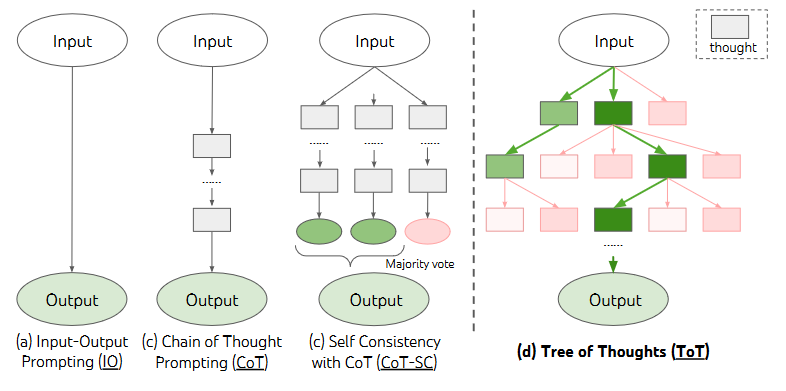 Input
Input
Input
Input
thought
......
......
......
......
......
Majority vote
Output
Output
Output
Output
(a) Input-Output
Prompting (IO)
(c) Chain of Thought
Prompting (CoT)
(c) Self Consistency
with CoT (CoT-SC)
(d) Tree of Thoughts (ToT)